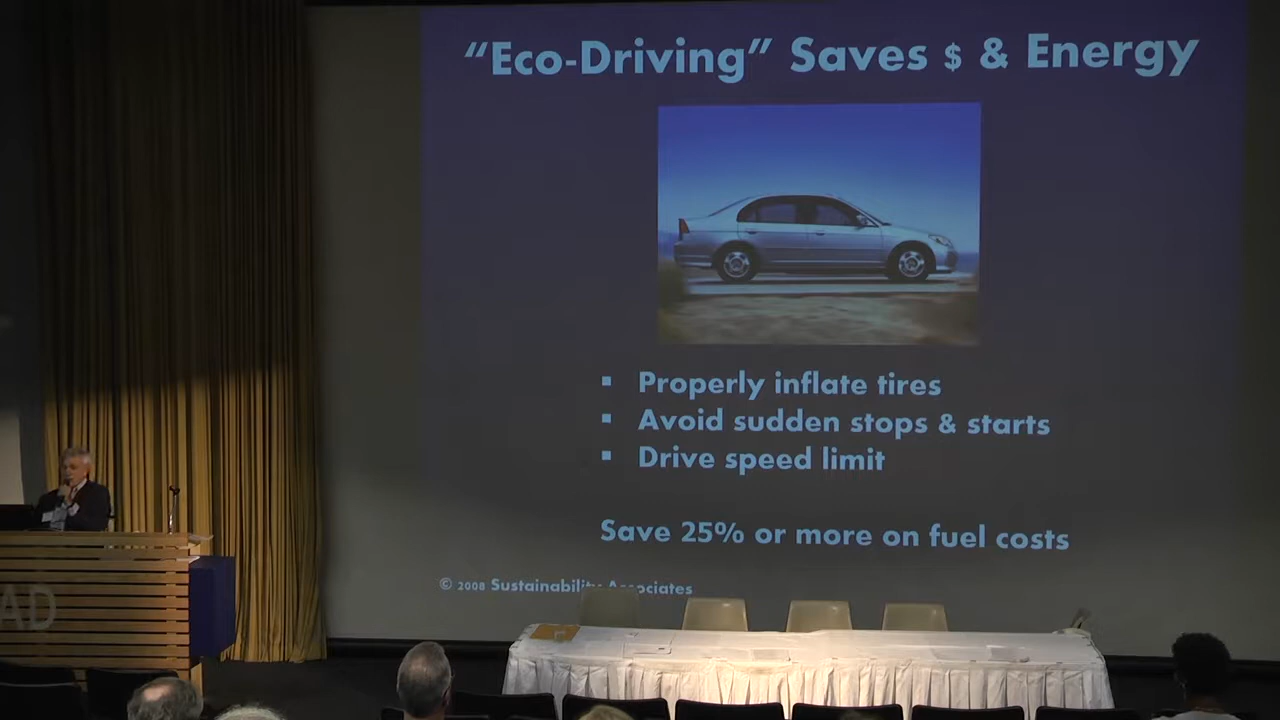 “Eco-Driving” Saves $ & Energy
▪ Properly inflate tires
▪ Avoid sudden stops & starts
▪ Drive speed limit
Save 25% or more on fuel costs
© 2008 Sustainability Associates
AD